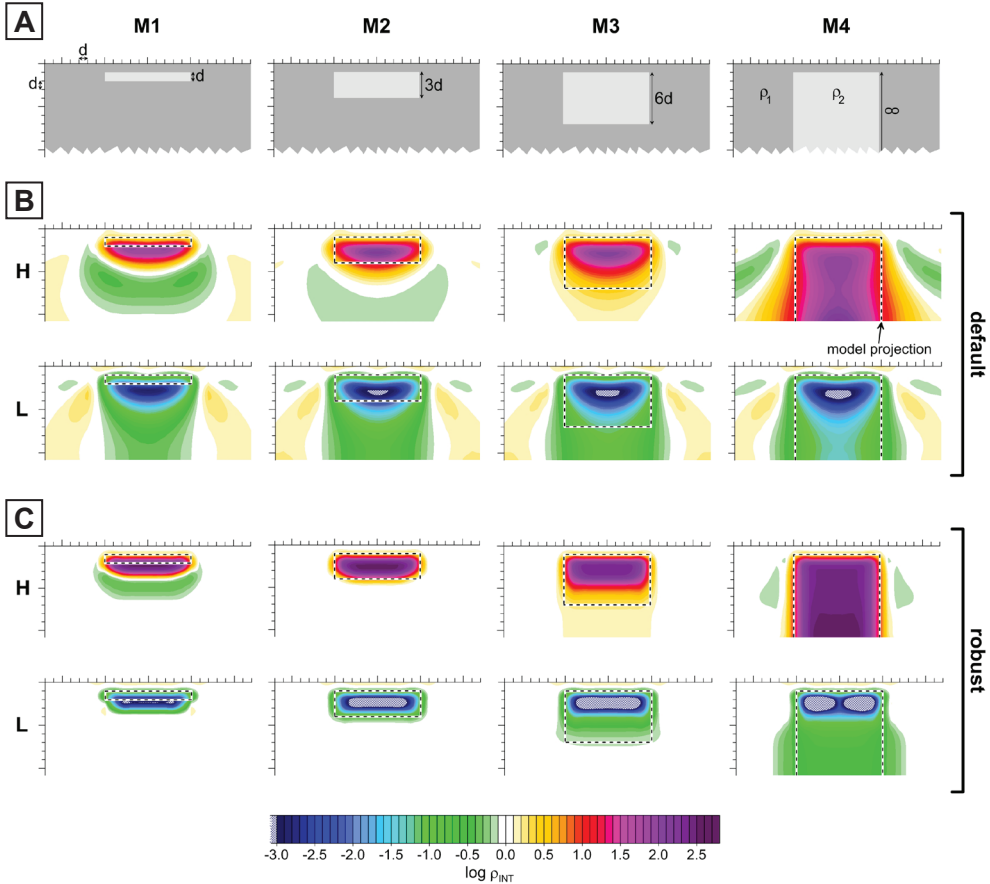 A
M1
M2
M3
M4
d
d
d
3d
6d
ρ1
ρ2
∞
B
H
model projection
L
default
C
H
L
robust
-3.0
-2.5
-2.0
-1.5
-1.0
-0.5
0.0
0.5
1.0
1.5
2.0
2.5
log ρINT